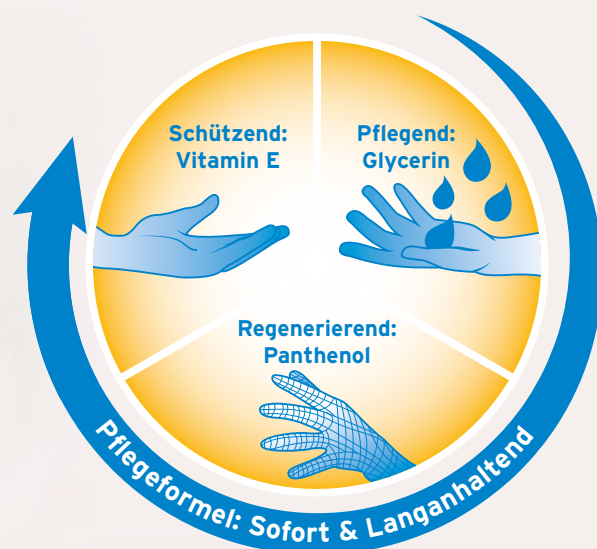 Schützend:
Vitamin E
Pflegend:
Glycerin
Regenerierend:
Panthenol
Pflegeformel: Sofort & Langanhaltend